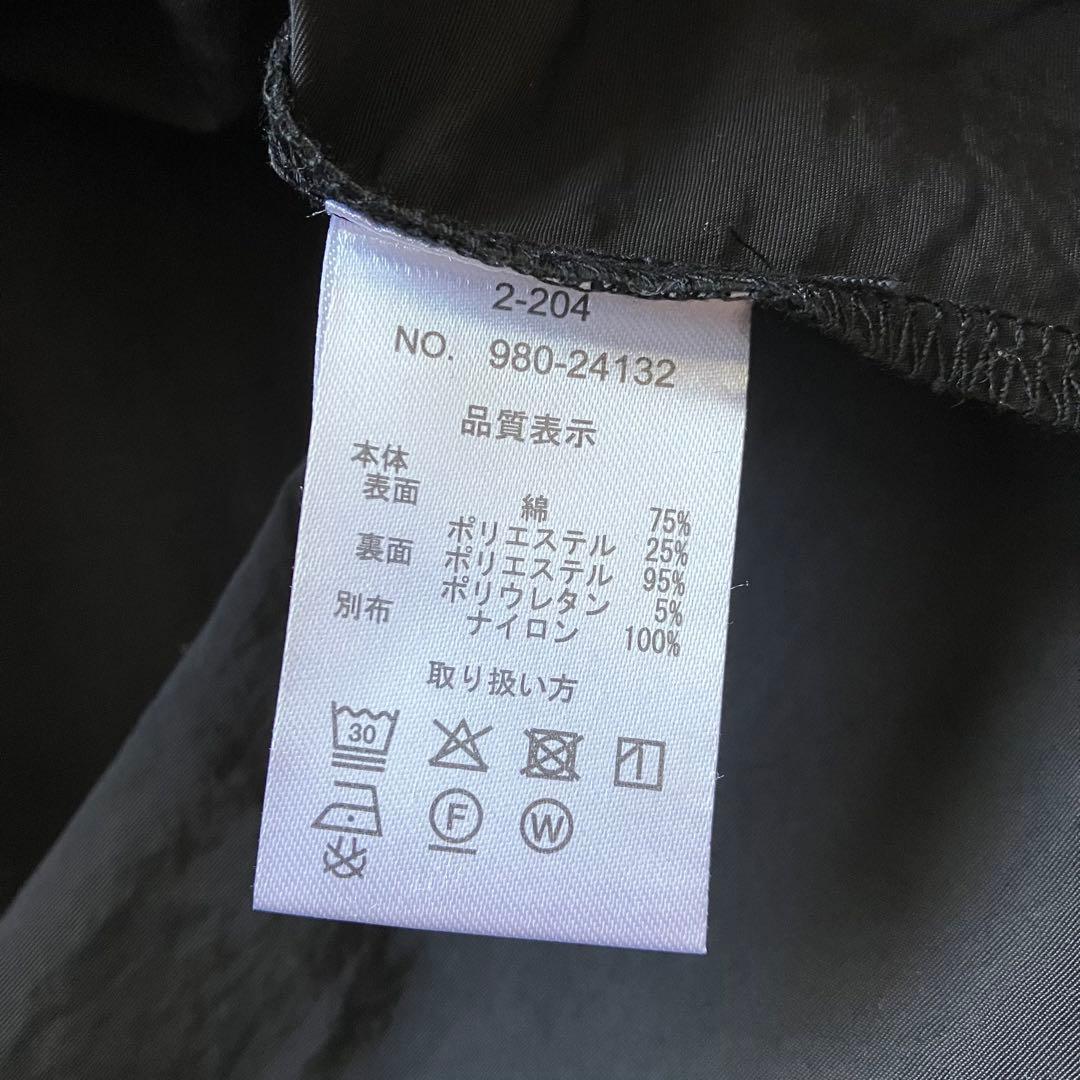 2-204
NO. 980-24132
品質表示
本体
表面 綿 75%
ポリエステル 25%
裏面 ポリエステル 95%
ポリウレタン 5%
別布 ナイロン 100%
取り扱い方
30
F
W